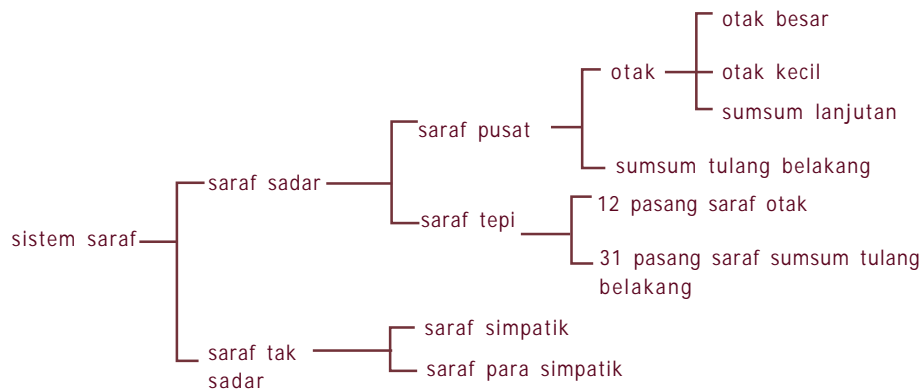 otak besar
otak
otak kecil
sumsum lanjutan
saraf pusat
sumsum tulang belakang
saraf sadar
12 pasang saraf otak
saraf tepi
sistem saraf
31 pasang saraf sumsum tulang
belakang
saraf simpatik
saraf tak
sadar
saraf para simpatik